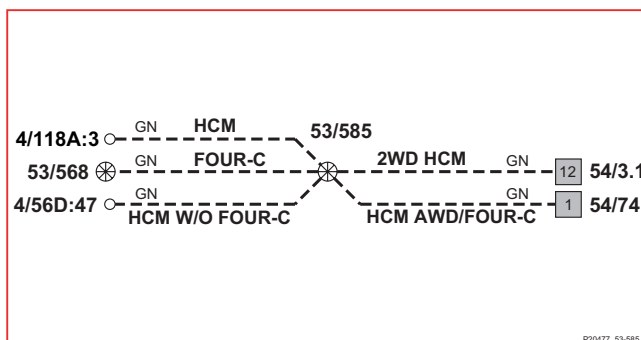 4/118A:3 GN HCM 53/585
53/568 GN FOUR-C 2WD HCM GN 12 54/3.1
4/56D:47 GN HCM W/O FOUR-C HCM AWD/FOUR-C GN 1 54/74
P20477_53-585